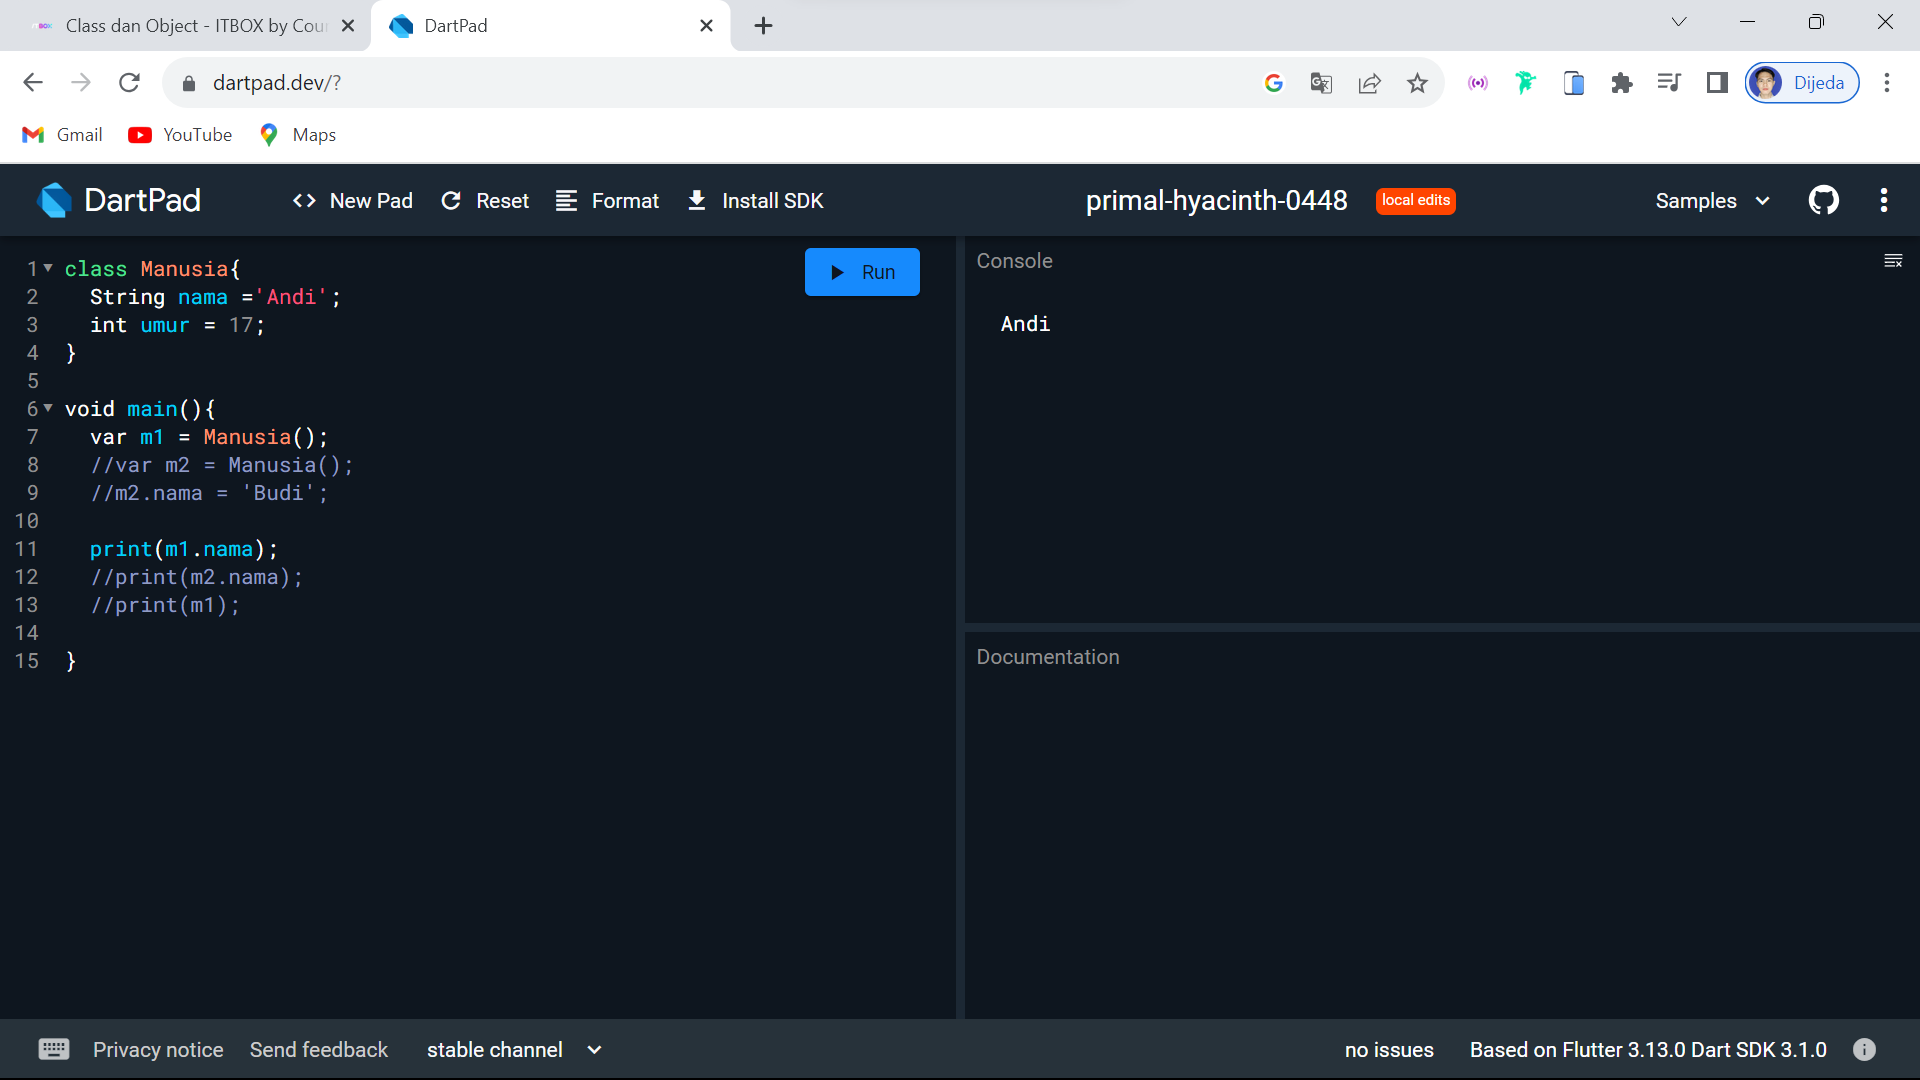 Class dan Object - ITBOX by Cou
DartPad
dartpad.dev/?
Dijeda
Gmail
YouTube
Maps
DartPad
<> New Pad
Reset
Format
Install SDK
primal-hyacinth-0448
local edits
Samples
1 class Manusia{
2 String nama ='Andi';
3 int umur = 17;
4 }
5
6 void main(){
7 var m1 = Manusia();
8 //var m2 = Manusia();
9 //m2.nama = 'Budi';
10
11 print(m1.nama);
12 //print(m2.nama);
13 //print(m1);
14
15 }
Run
Console
Andi
Documentation
Privacy notice
Send feedback
stable channel
no issues
Based on Flutter 3.13.0 Dart SDK 3.1.0